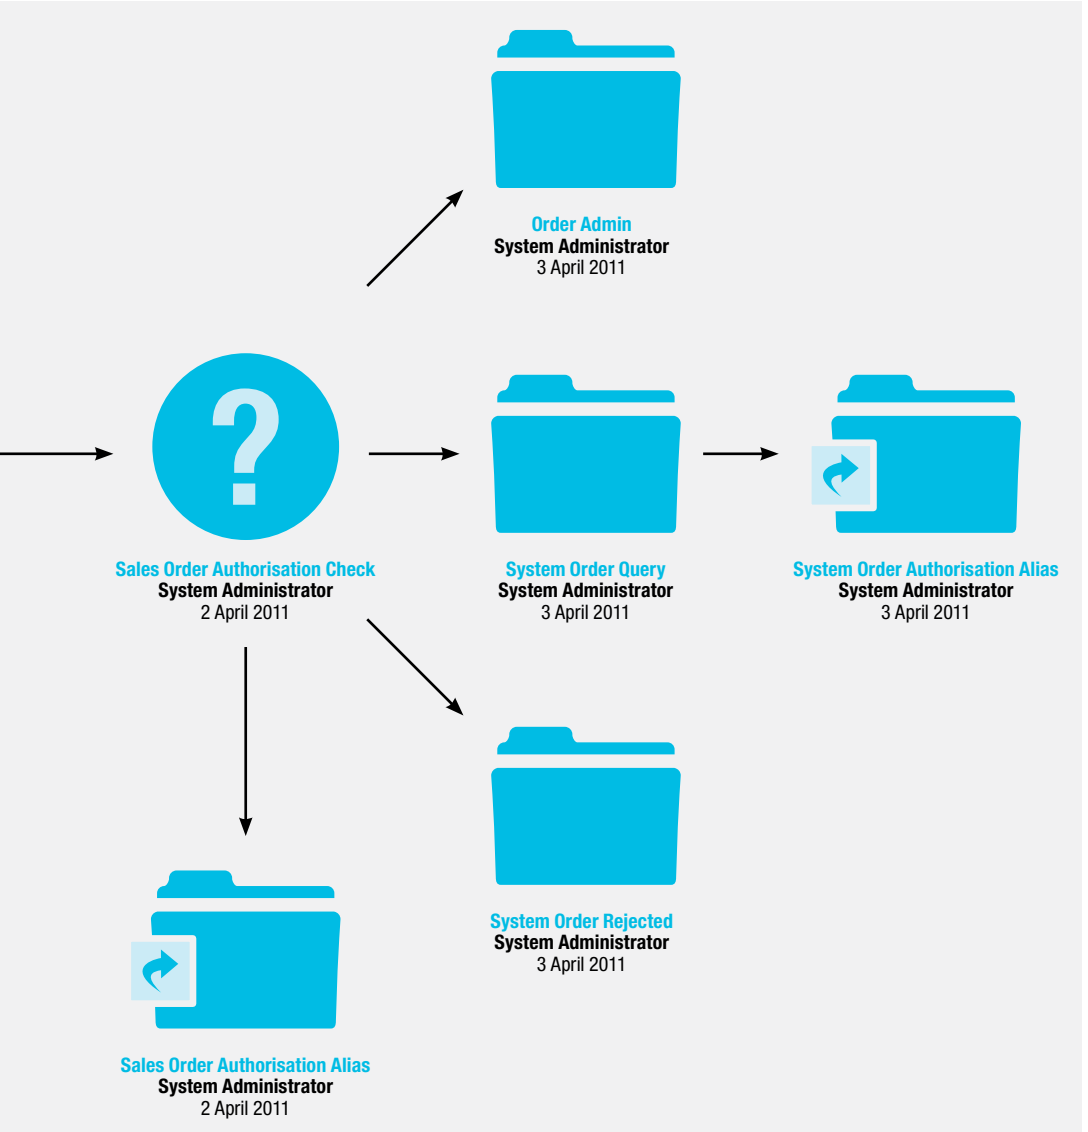 Order Admin
System Administrator
3 April 2011
?
Sales Order Authorisation Check
System Administrator
2 April 2011
System Order Query
System Administrator
3 April 2011
System Order Authorisation Alias
System Administrator
3 April 2011
System Order Rejected
System Administrator
3 April 2011
Sales Order Authorisation Alias
System Administrator
2 April 2011